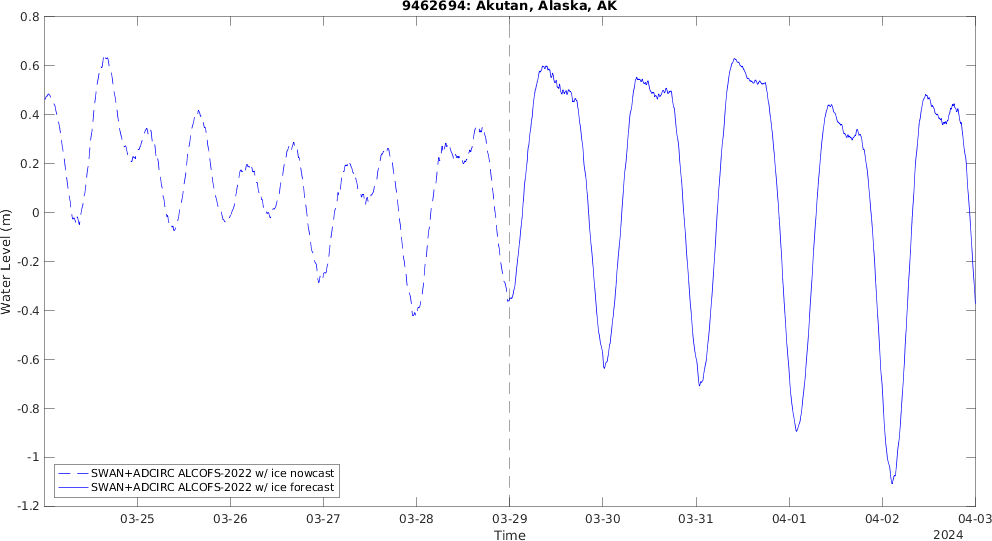 9462694: Akutan, Alaska, AK
Water Level (m)
0.8
0.6
0.4
0.2
0
-0.2
-0.4
-0.6
-0.8
-1
-1.2
SWAN+ADCIRC ALCOFS-2022 w/ ice nowcast
SWAN+ADCIRC ALCOFS-2022 w/ ice forecast
03-25 03-26 03-27 03-28 03-29 03-30 03-31 04-01 04-02 04-03
Time
2024